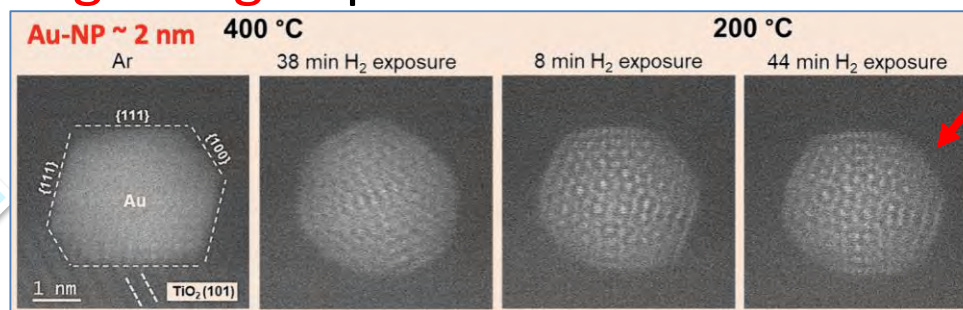 Au-NP ~ 2 nm 400 °C 200 °C
Ar 38 min H₂ exposure 8 min H₂ exposure 44 min H₂ exposure
{111}
{100}
{111}
Au
1 nm
TiO₂(101)